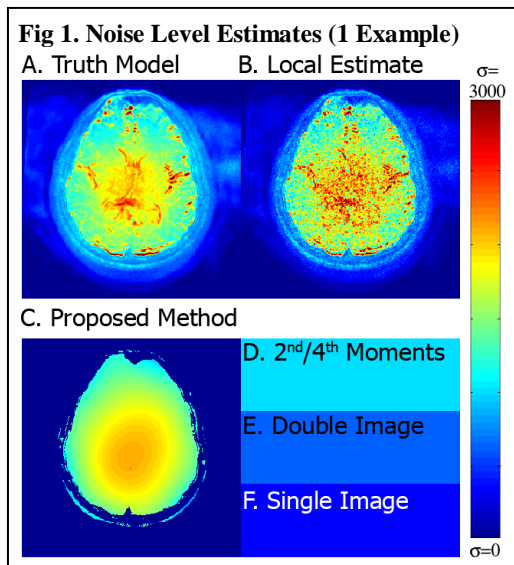 Fig 1. Noise Level Estimates (1 Example)
A. Truth Model
B. Local Estimate
σ=
3000
C. Proposed Method
D. 2nd/4th Moments
E. Double Image
F. Single Image
σ=0